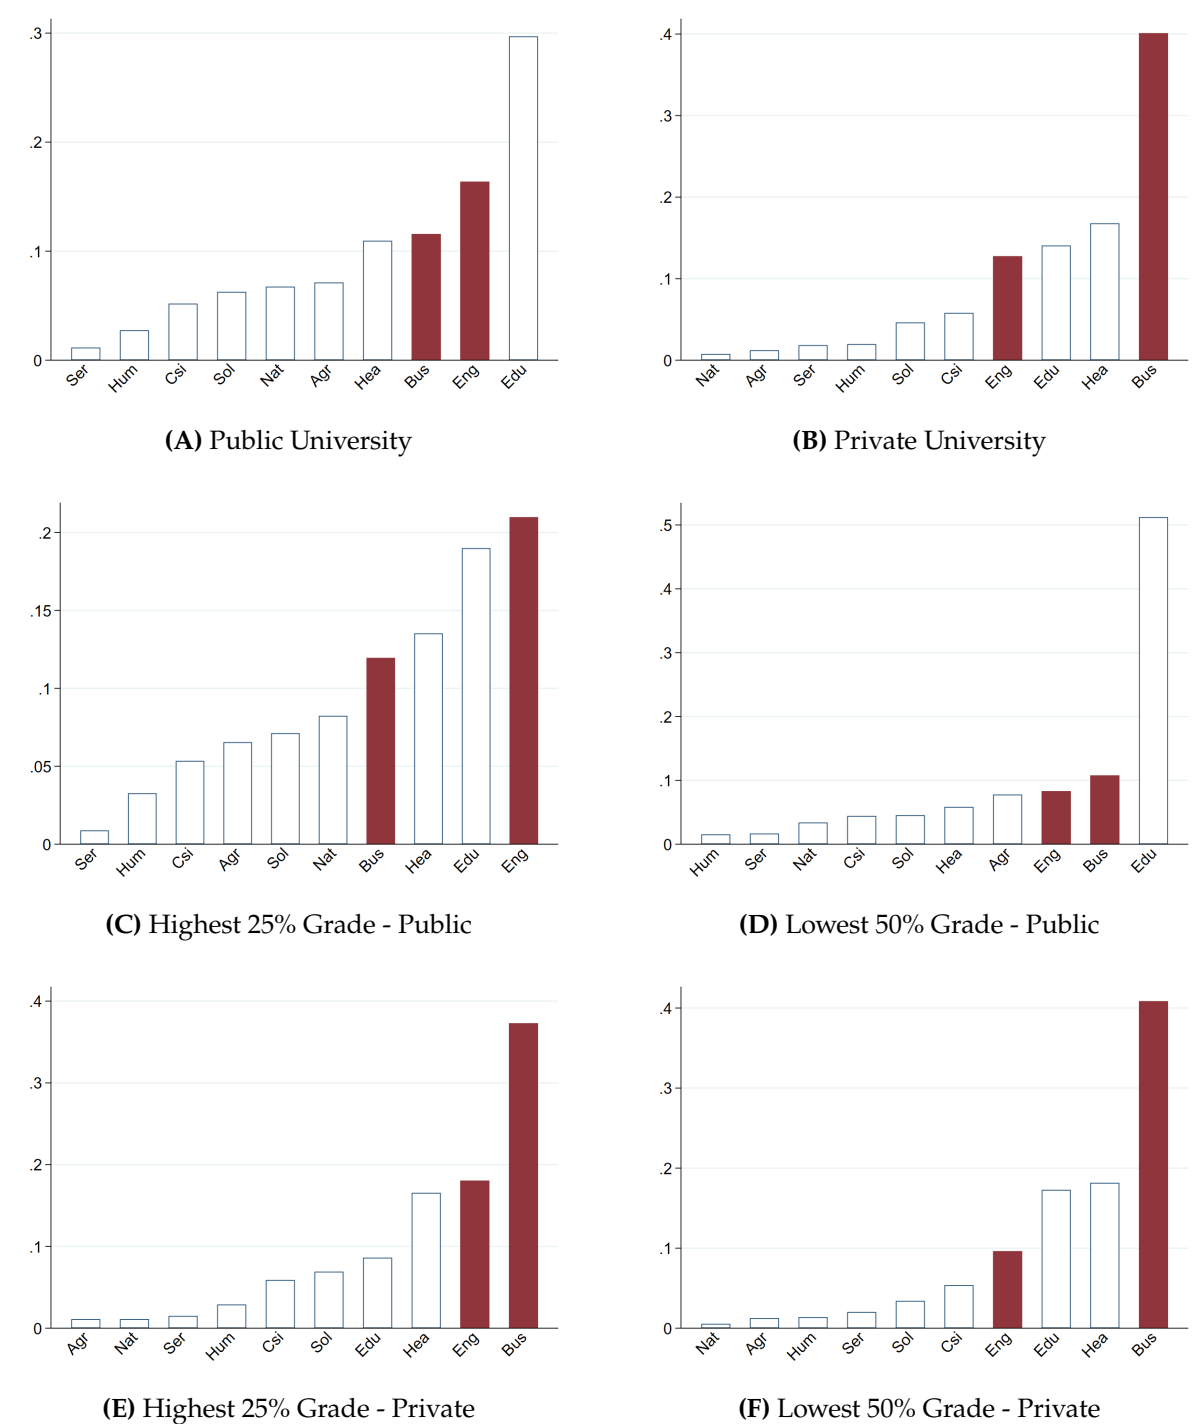 .3
.2
.1
0
Ser Hum Csi Sol Nat Agr Hea Bus Eng Edu
(A) Public University
.4
.3
.2
.1
0
Nat Agr Ser Hum Sol Csi Eng Edu Hea Bus
(B) Private University
.2
.15
.1
.05
0
Ser Hum Csi Agr Sol Nat Bus Hea Edu Eng
(C) Highest 25% Grade - Public
.5
.4
.3
.2
.1
0
Hum Ser Nat Csi Sol Hea Agr Eng Bus Edu
(D) Lowest 50% Grade - Public
.4
.3
.2
.1
0
Agr Nat Ser Hum Csi Sol Edu Hea Eng Bus
(E) Highest 25% Grade - Private
.4
.3
.2
.1
0
Nat Agr Hum Ser Sol Csi Eng Edu Hea Bus
(F) Lowest 50% Grade - Private